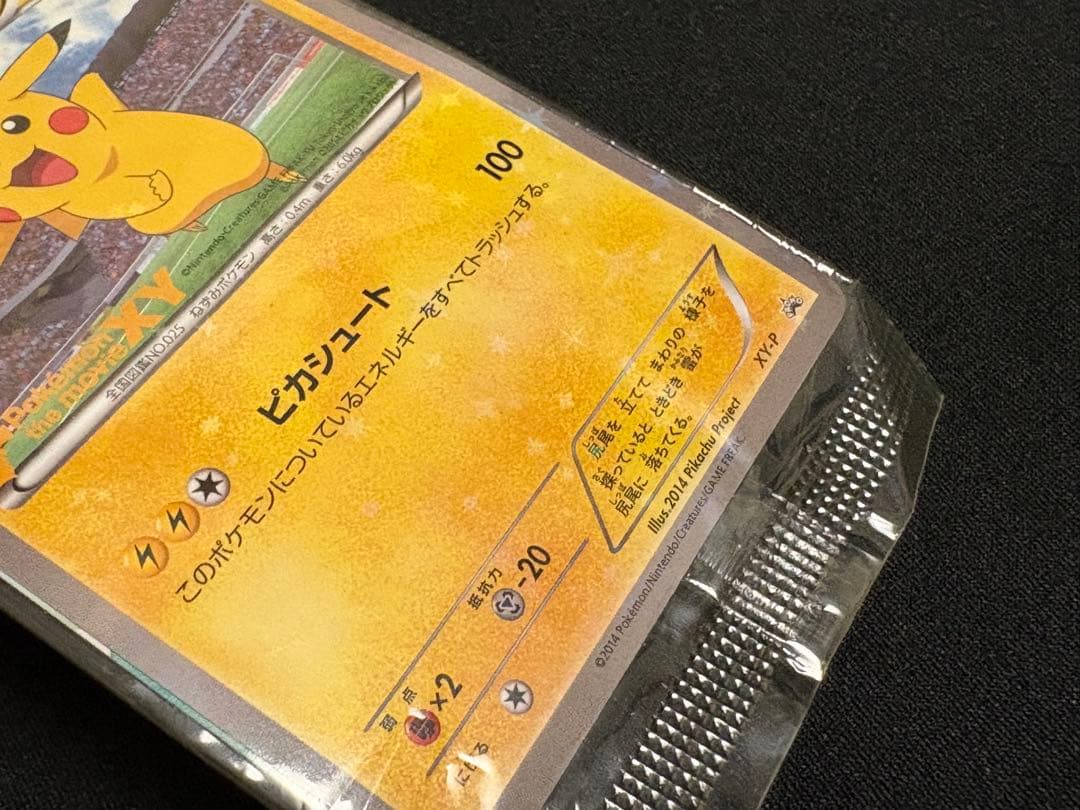 Pokémon
the movie XY
©Nintendo・Creatures・GAME FREAK・TV
全国図鑑NO.025 ねずみポケモン 高さ:0.4m 重さ:6.0kg
ピカシュート 100
このポケモンについているエネルギーをすべてトラッシュする。
弱点
×2
抵抗力
-20
にげる
尻尾を 立てて まわりの 様子を
探っていると ときどき 雷が
尻尾に 落ちてくる。
Illus.2014 Pikachu Project
XY-P
©2014 Pokémon/Nintendo/Creatures/GAME FREAK.